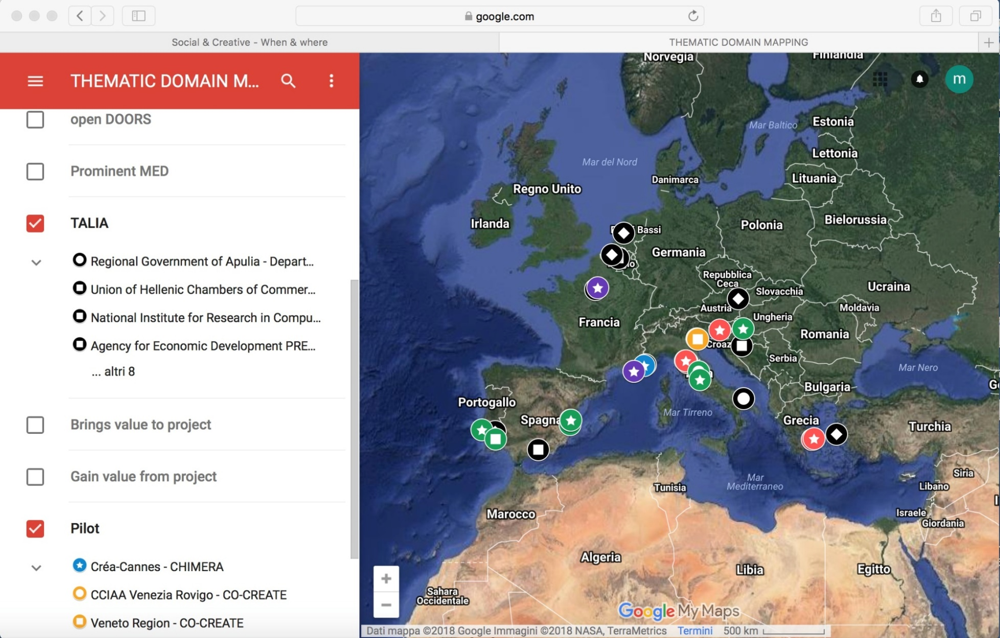 google.com
Social & Creative - When & where
THEMATIC DOMAIN MAPPING
THEMATIC DOMAIN M...
open DOORS
Prominent MED
TALIA
Regional Government of Apulia - Depart...
Union of Hellenic Chambers of Commer...
National Institute for Research in Compu...
Agency for Economic Development PRE...
... altri 8
Brings value to project
Gain value from project
Pilot
Créa-Cannes - CHIMERA
CCIAA Venezia Rovigo - CO-CREATE
Veneto Region - CO-CREATE
Norvegia
Finlandia
m
Mar Baltico
Estonia
Lettonia
Mar del Nord
Danimarca
Lituania
Regno Unito
Irlanda
Bassi
Polonia
Bielorussia
Germania
Repubblica
Ceca
Slovacchia
Ucraina
Austria
Ungheria
Moldavia
Francia
Romania
Croaz
Serbia
Mar Nero
Bulgaria
Portogallo
Spagna
Mar Tirreno
Grecia
Turchia
Siria
Mar
Mediterraneo
Tunisia
Libano
Marocco
Israele
Giordania
Algeria
Libia
Egitto
Sahara
Occidentale
+
−
Google My Maps
Dati mappa ©2018 Google Immagini ©2018 NASA, TerraMetrics Termini 500 km